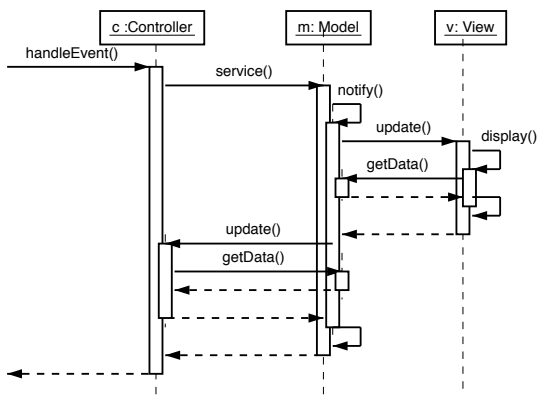 c :Controller
m: Model
v: View
handleEvent()
service()
notify()
update()
display()
getData()
update()
getData()